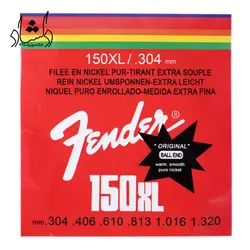 دلشاد
150XL/.304 mm
FILEE EN NICKEL PUR-TIRANT EXTRA SOUPLE
REIN NICKEL UMSPONNEN-EXTRA LEICHT
NIQUEL PURO ENROLLADO-MEDIDA EXTRA FINA
Fender®
"ORIGINAL"
BALL END
warm. smooth
pure nickel
150XL
mm .304 .406 .610 .813 1.016 1.320